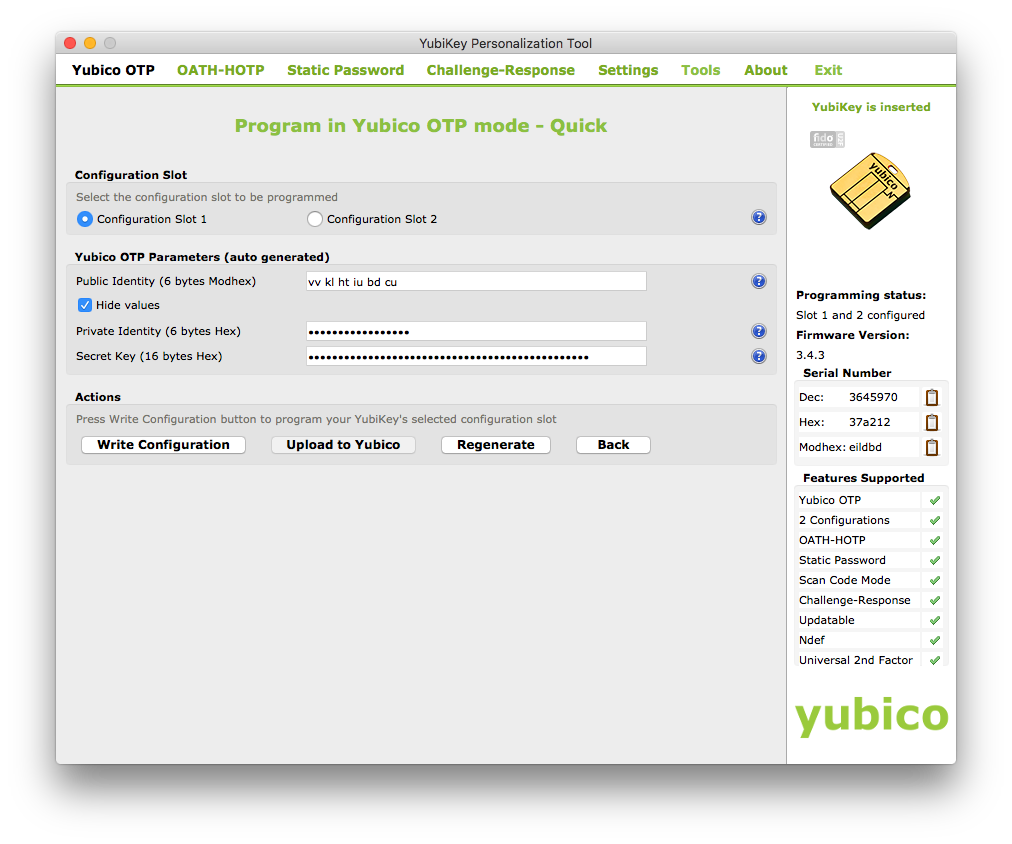 YubiKey Personalization Tool
Yubico OTP OATH-HOTP Static Password Challenge-Response Settings Tools About Exit
Program in Yubico OTP mode - Quick
Configuration Slot
Select the configuration slot to be programmed
Configuration Slot 1 Configuration Slot 2 ?
Yubico OTP Parameters (auto generated)
Public Identity (6 bytes Modhex) vv kl ht iu bd cu ?
Hide values
Private Identity (6 bytes Hex) ••••••••••••••••• ?
Secret Key (16 bytes Hex) ••••••••••••••••••••••••••••••••••••••••••••••• ?
Actions
Press Write Configuration button to program your YubiKey's selected configuration slot
Write Configuration Upload to Yubico Regenerate Back
YubiKey is inserted
fido
CERTIFIED
yubico
N
Programming status:
Slot 1 and 2 configured
Firmware Version:
3.4.3
Serial Number
Dec: 3645970
Hex: 37a212
Modhex: eildbd
Features Supported
Yubico OTP
2 Configurations
OATH-HOTP
Static Password
Scan Code Mode
Challenge-Response
Updatable
Ndef
Universal 2nd Factor
yubico